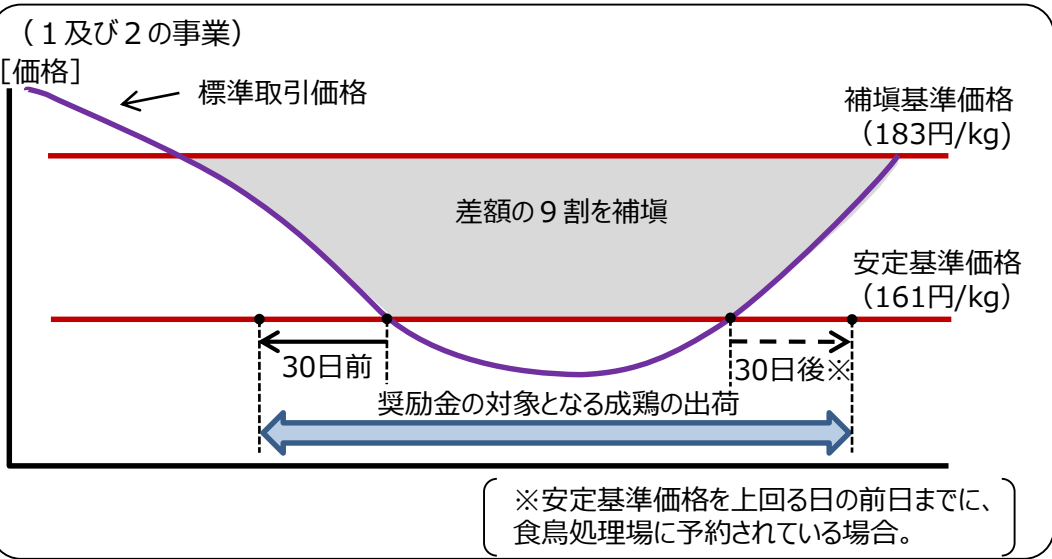 （１及び２の事業）
［価格］
標準取引価格
補塡基準価格
（183円/kg)
差額の９割を補塡
安定基準価格
（161円/kg）
30日前
30日後※
奨励金の対象となる成鶏の出荷
※安定基準価格を上回る日の前日までに、
食鳥処理場に予約されている場合。